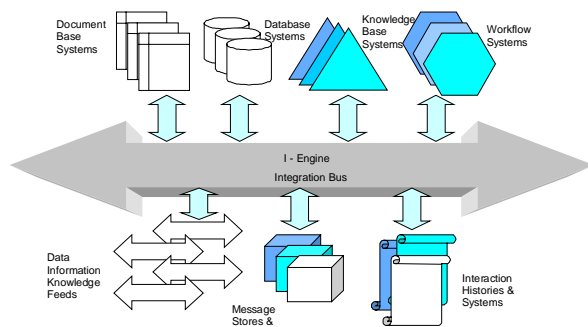 Document
Base
Systems
Database
Systems
Knowledge
Base
Systems
Workflow
Systems
I - Engine
Integration Bus
Data
Information
Knowledge
Feeds
Message
Stores &
Interaction
Histories &
Systems